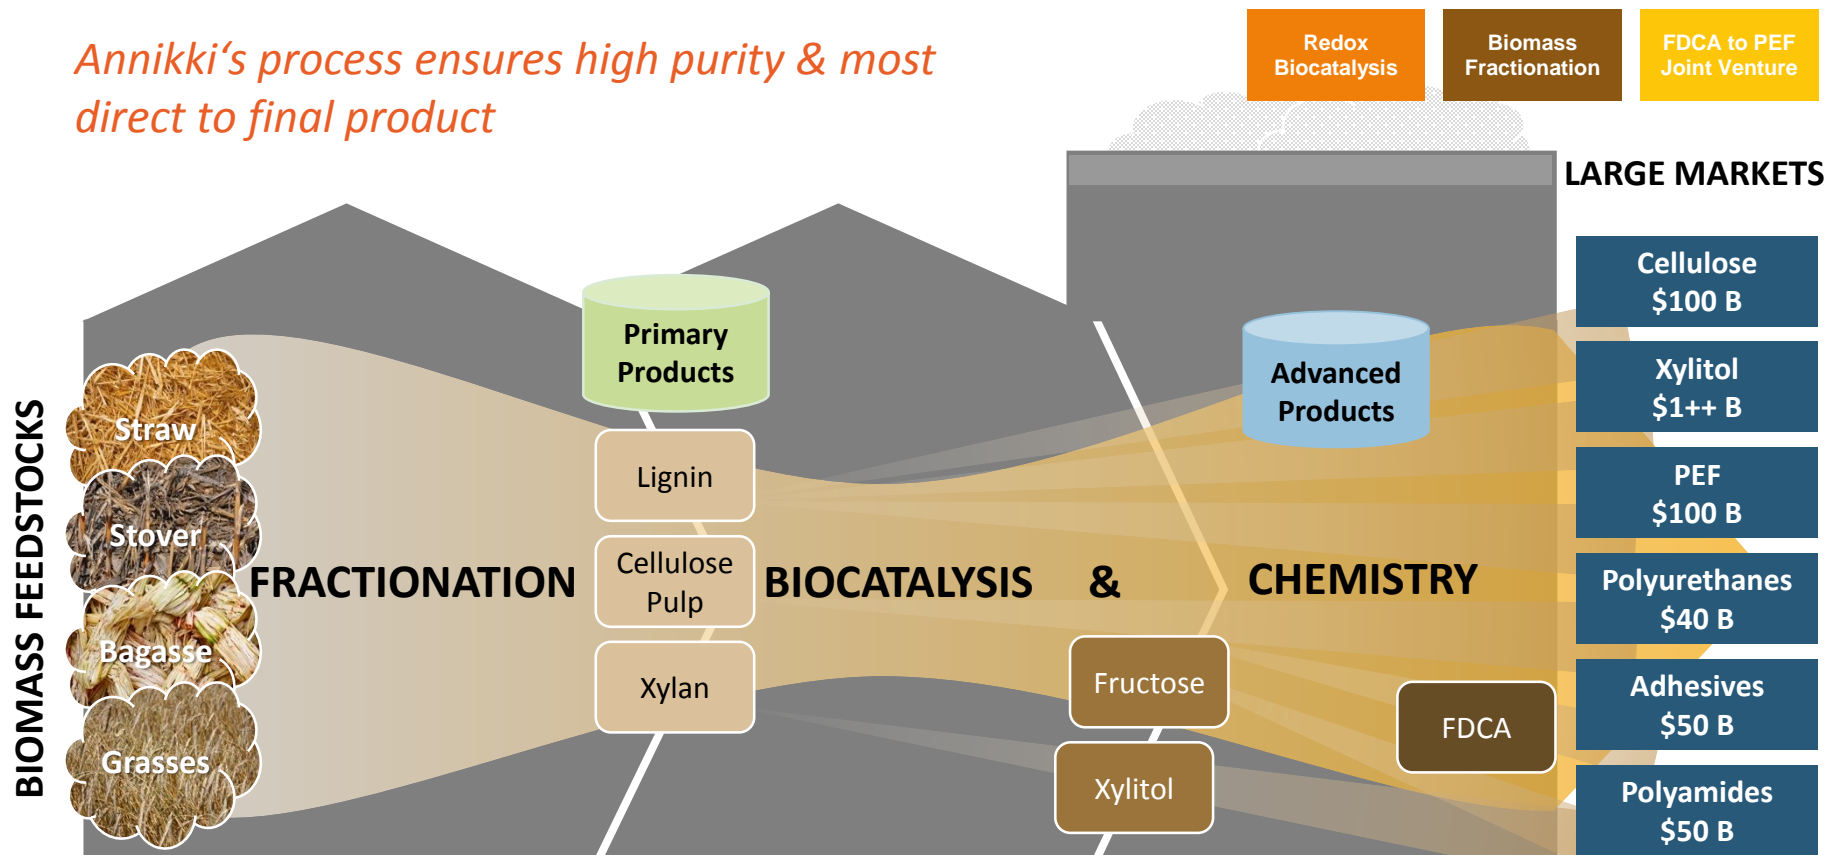 Annikki‘s process ensures high purity & most
direct to final product
Redox
Biocatalysis
Biomass
Fractionation
FDCA to PEF
Joint Venture
LARGE MARKETS
BIOMASS FEEDSTOCKS
Straw
Stover
Bagasse
Grasses
FRACTIONATION
Primary
Products
Lignin
Cellulose
Pulp
Xylan
BIOCATALYSIS & CHEMISTRY
Advanced
Products
Fructose
Xylitol
FDCA
Cellulose
$100 B
Xylitol
$1++ B
PEF
$100 B
Polyurethanes
$40 B
Adhesives
$50 B
Polyamides
$50 B